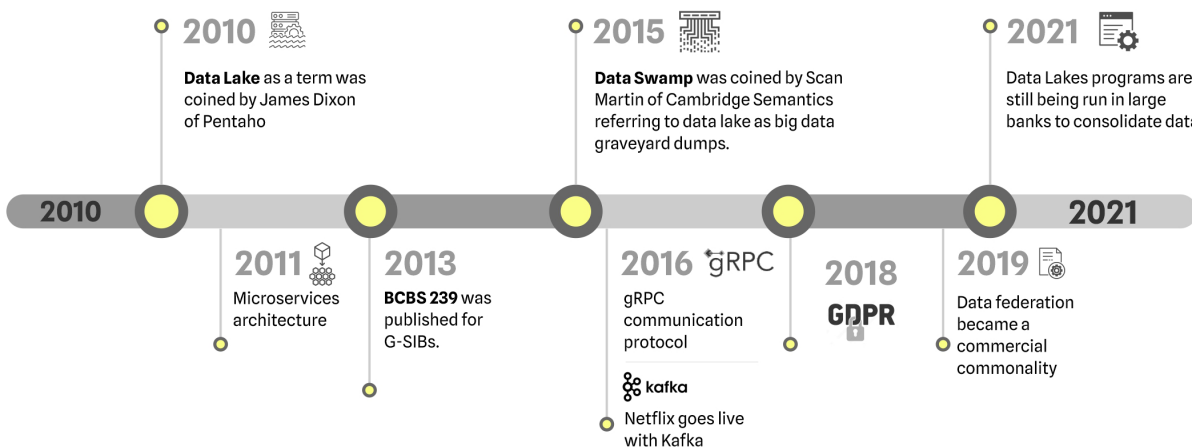 2010
Data Lake as a term was
coined by James Dixon
of Pentaho
2015
Data Swamp was coined by Scan
Martin of Cambridge Semantics
referring to data lake as big data
graveyard dumps.
2021
Data Lakes programs are
still being run in large
banks to consolidate data
2010
2021
2011
Microservices
architecture
2013
BCBS 239 was
published for
G-SIBs.
2016 gRPC
gRPC
communication
protocol
kafka
Netflix goes live
with Kafka
2018
GDPR
2019
Data federation
became a
commercial
commonality